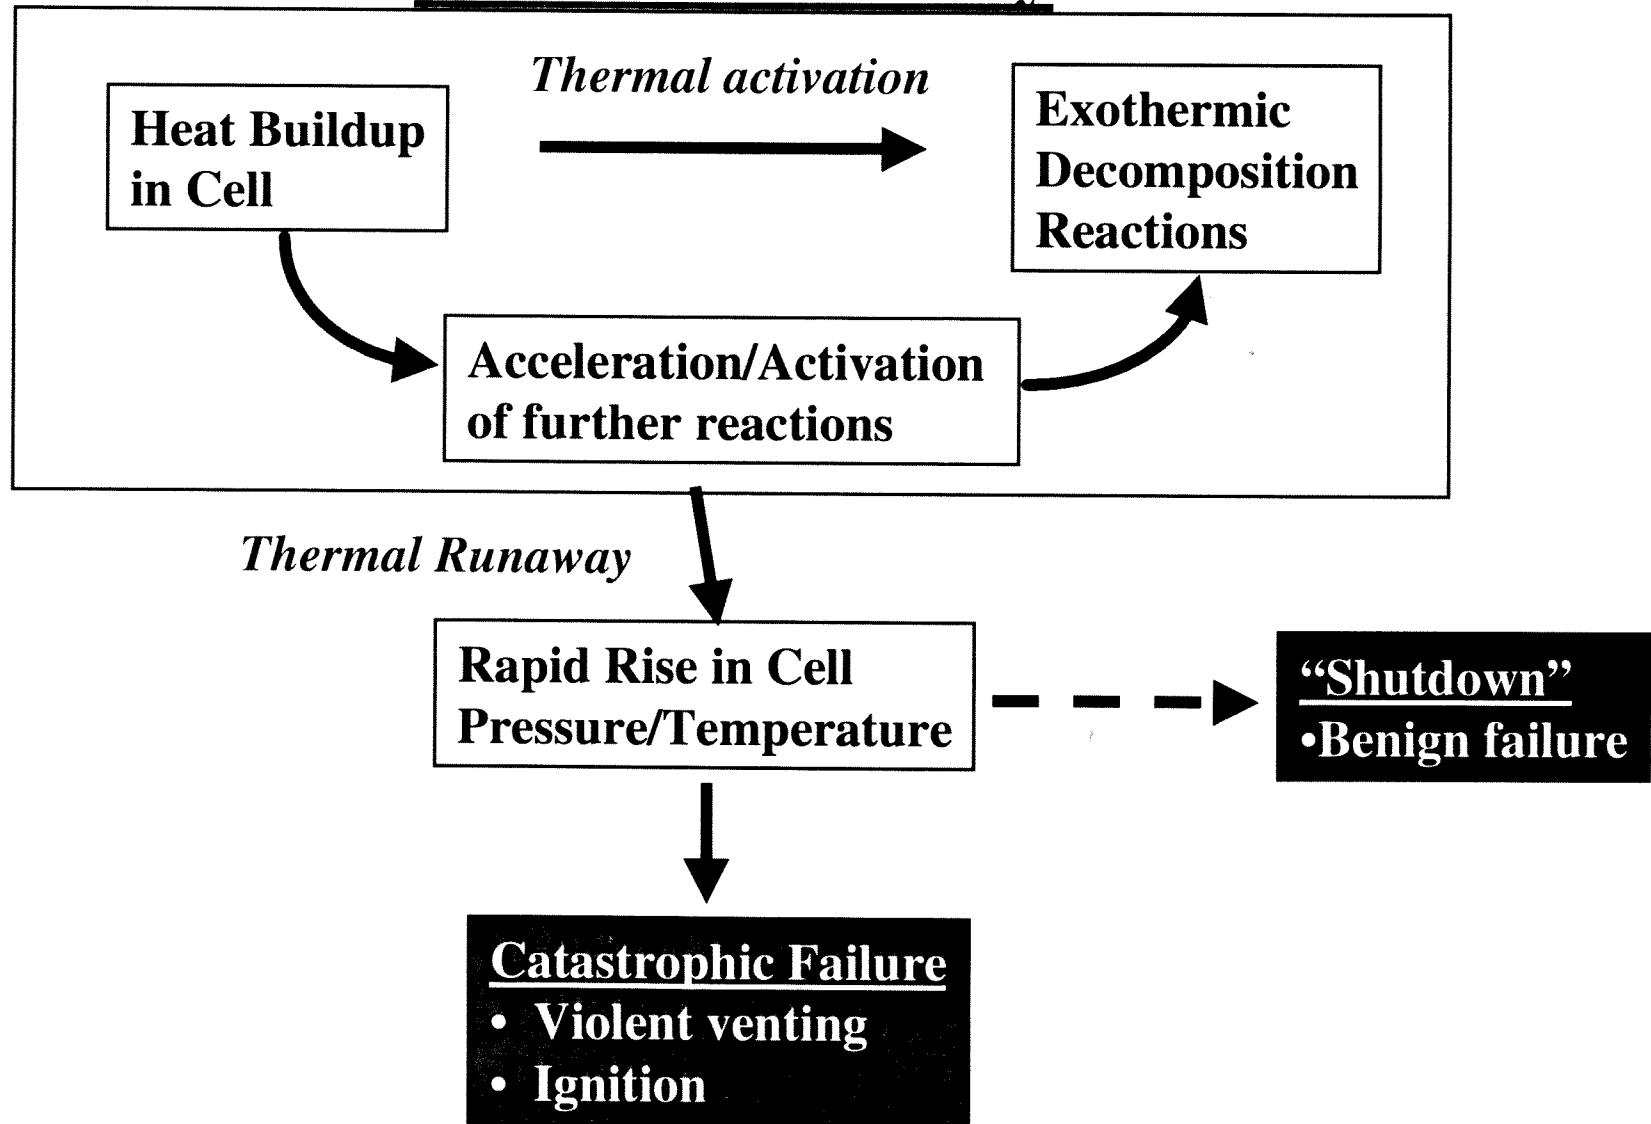 Thermal activation
Heat Buildup
in Cell
Exothermic
Decomposition
Reactions
Acceleration/Activation
of further reactions
Thermal Runaway
Rapid Rise in Cell
Pressure/Temperature
“Shutdown”
•Benign failure
Catastrophic Failure
• Violent venting
• Ignition